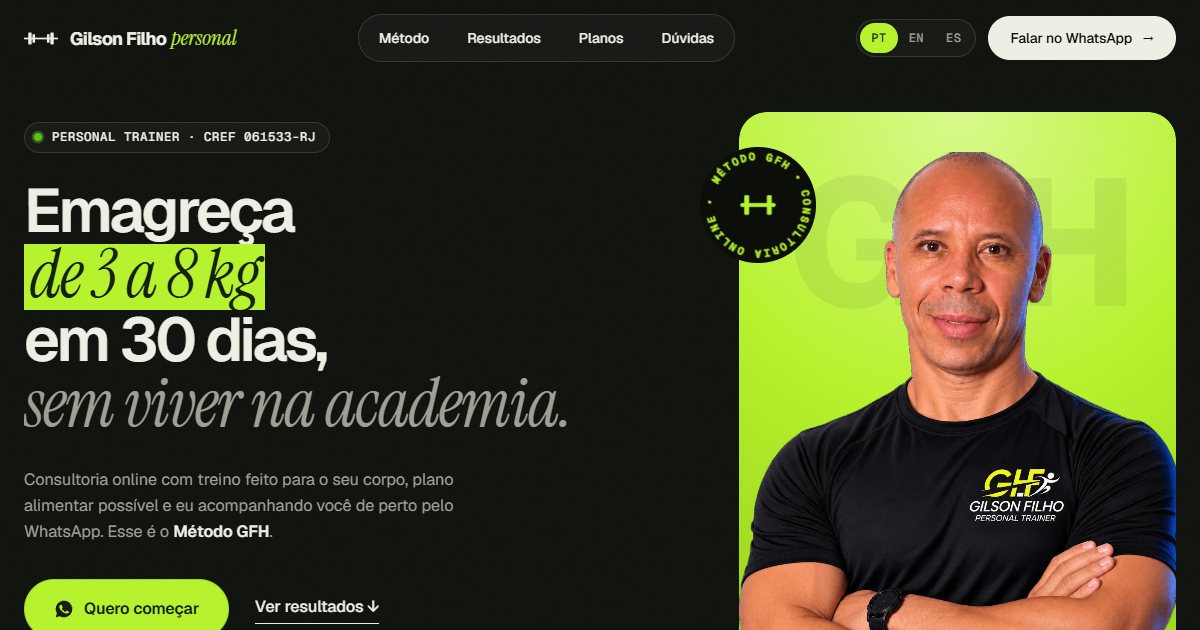 Gilson Filho personal
Método
Resultados
Planos
Dúvidas
PT
EN
ES
Falar no WhatsApp →
PERSONAL TRAINER · CREF 061533-RJ
Emagreça
de 3 a 8 kg
em 30 dias,
sem viver na academia.
Consultoria online com treino feito para o seu corpo, plano
alimentar possível e eu acompanhando você de perto pelo
WhatsApp. Esse é o Método GFH.
Quero começar
Ver resultados ↓
MÉTODO GFH • CONSULTORIA ONLINE •
G H
GHF
GILSON FILHO
PERSONAL TRAINER